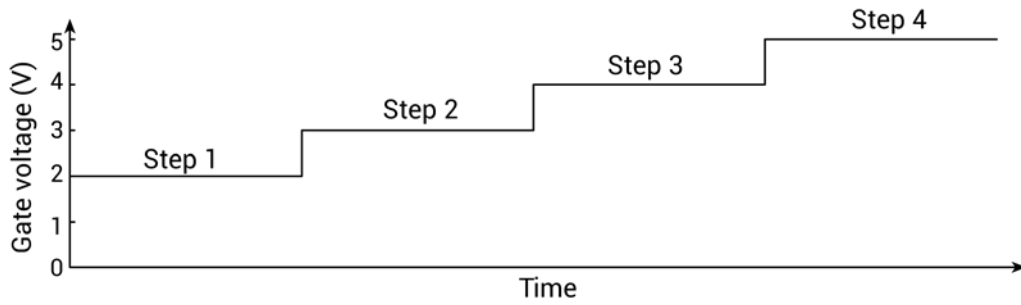 Step 4
5
Step 3
4
Step 2
3
Step 1
2
1
0
Gate voltage (V)
Time